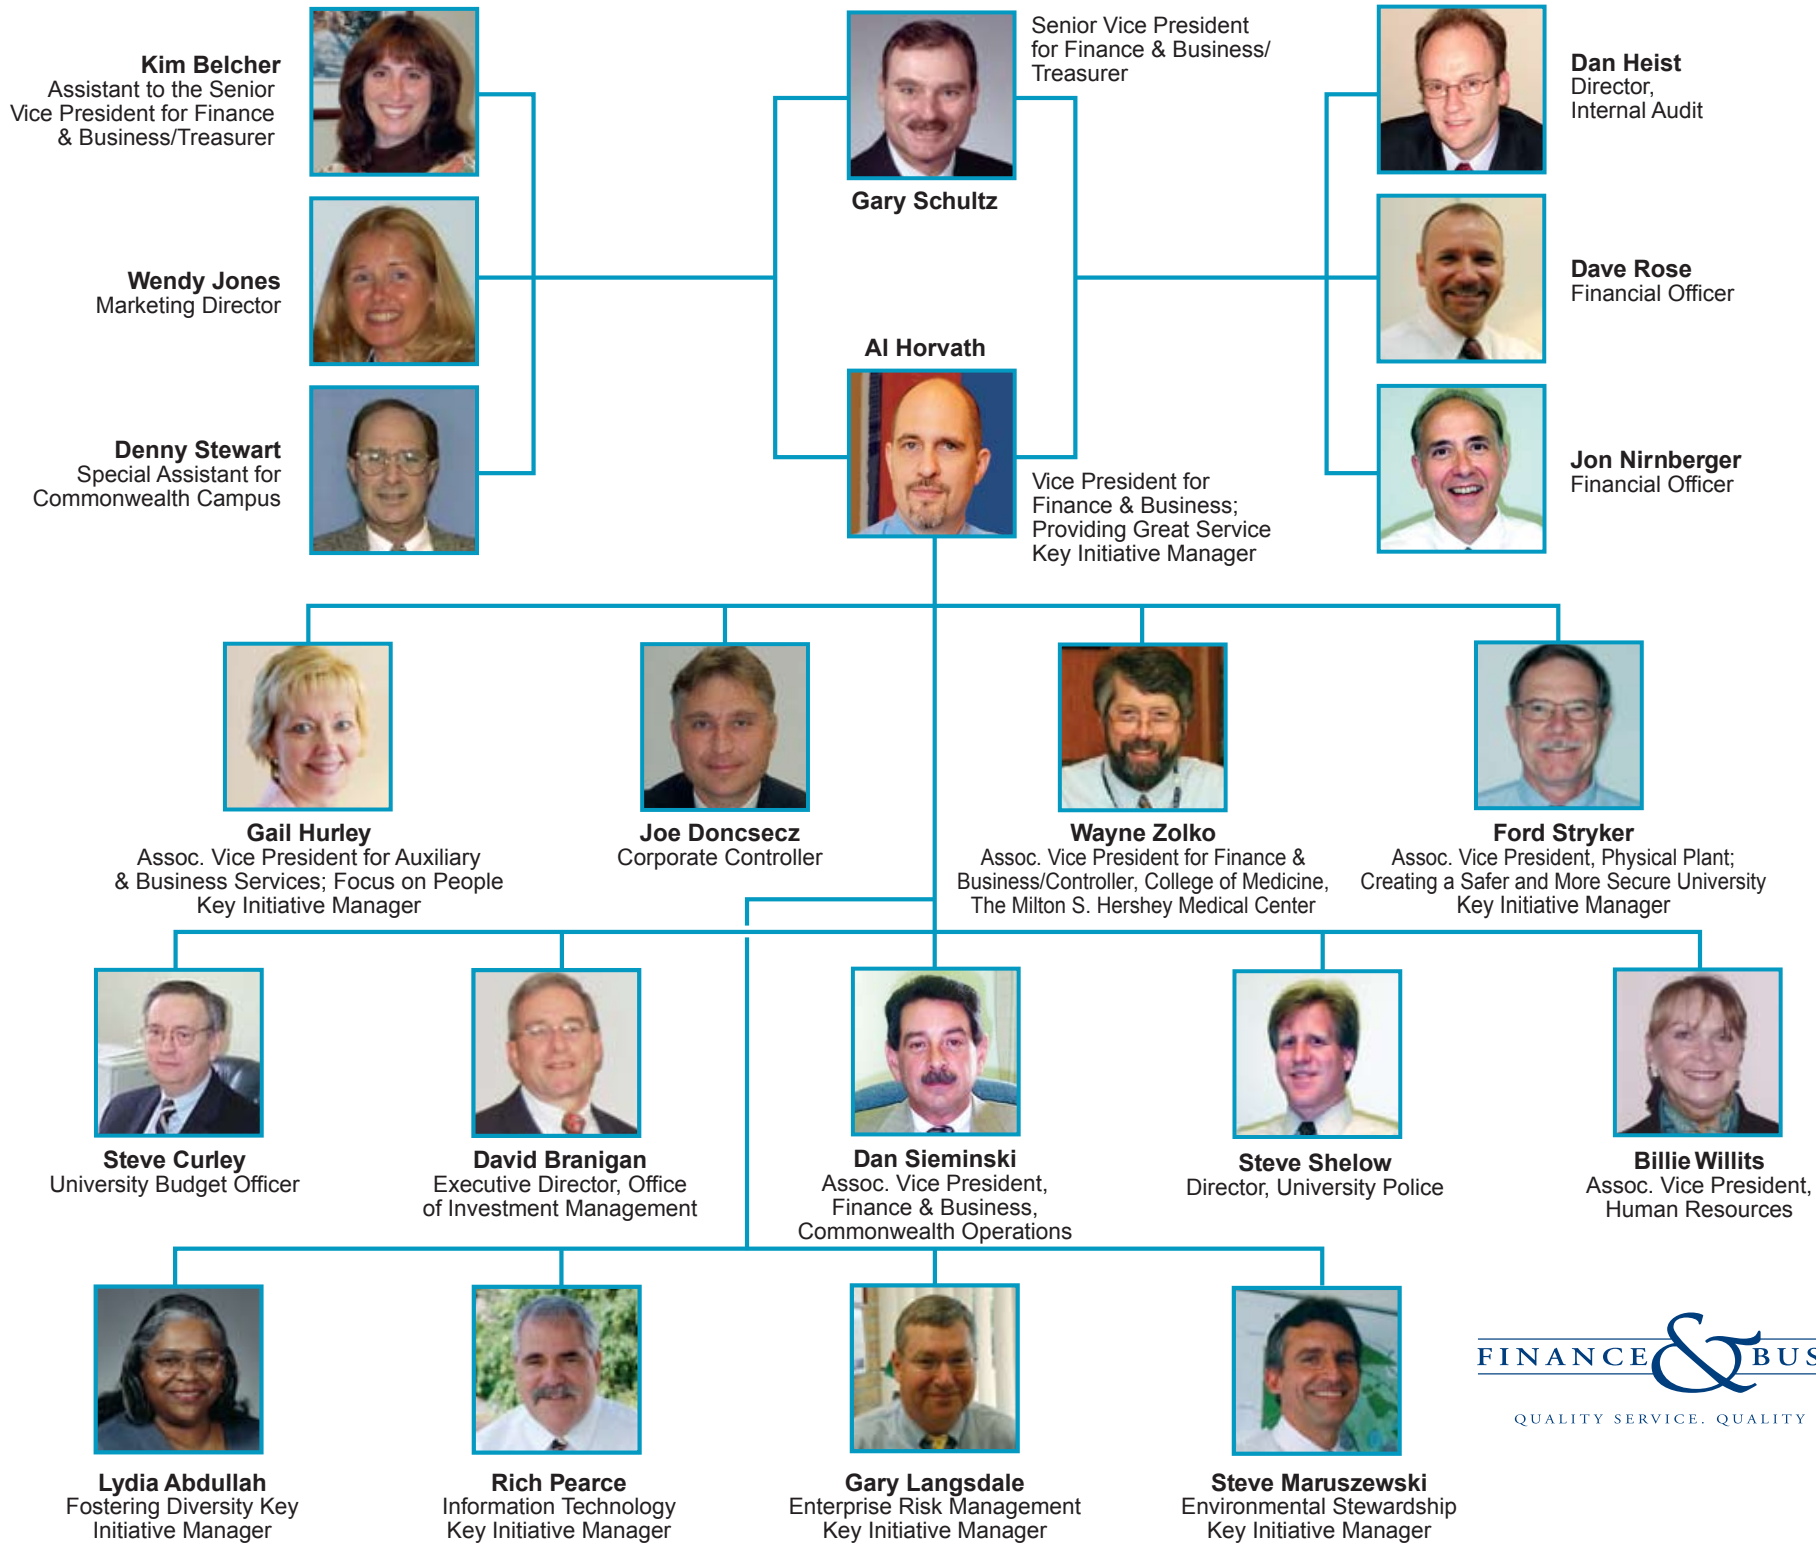 Kim Belcher
Assistant to the Senior
Vice President for Finance
& Business/Treasurer
Senior Vice President
for Finance & Business/
Treasurer
Gary Schultz
Dan Heist
Director,
Internal Audit
Wendy Jones
Marketing Director
Dave Rose
Financial Officer
Al Horvath
Vice President for
Finance & Business;
Providing Great Service
Key Initiative Manager
Denny Stewart
Special Assistant for
Commonwealth Campus
Jon Nirnberger
Financial Officer
Gail Hurley
Assoc. Vice President for Auxiliary
& Business Services; Focus on People
Key Initiative Manager
Joe Doncsecz
Corporate Controller
Wayne Zolko
Assoc. Vice President for Finance &
Business/Controller, College of Medicine,
The Milton S. Hershey Medical Center
Ford Stryker
Assoc. Vice President, Physical Plant;
Creating a Safer and More Secure University
Key Initiative Manager
Steve Curley
University Budget Officer
David Branigan
Executive Director, Office
of Investment Management
Dan Sieminski
Assoc. Vice President,
Finance & Business,
Commonwealth Operations
Steve Shelow
Director, University Police
Billie Willits
Assoc. Vice President,
Human Resources
Lydia Abdullah
Fostering Diversity Key
Initiative Manager
Rich Pearce
Information Technology
Key Initiative Manager
Gary Langsdale
Enterprise Risk Management
Key Initiative Manager
Steve Maruszewski
Environmental Stewardship
Key Initiative Manager
FINANCE & BUS
QUALITY SERVICE. QUALITY